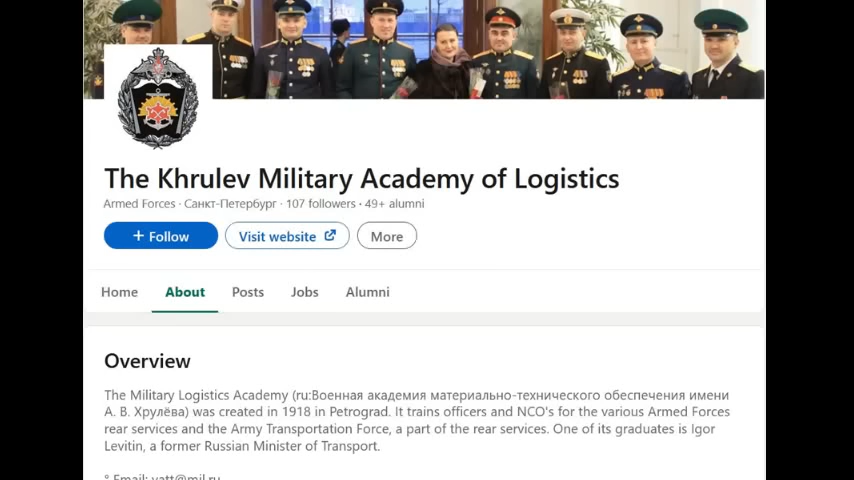 The Khrulev Military Academy of Logistics
Armed Forces · Санкт-Петербург · 107 followers · 49+ alumni
+ Follow
Visit website
More
Home
About
Posts
Jobs
Alumni
Overview
The Military Logistics Academy (ru:Военная академия материально-технического обеспечения имени
А. В. Хрулёва) was created in 1918 in Petrograd. It trains officers and NCO's for the various Armed Forces
rear services and the Army Transportation Force, a part of the rear services. One of its graduates is Igor
Levitin, a former Russian Minister of Transport.
° Email: vatt@mil.ru